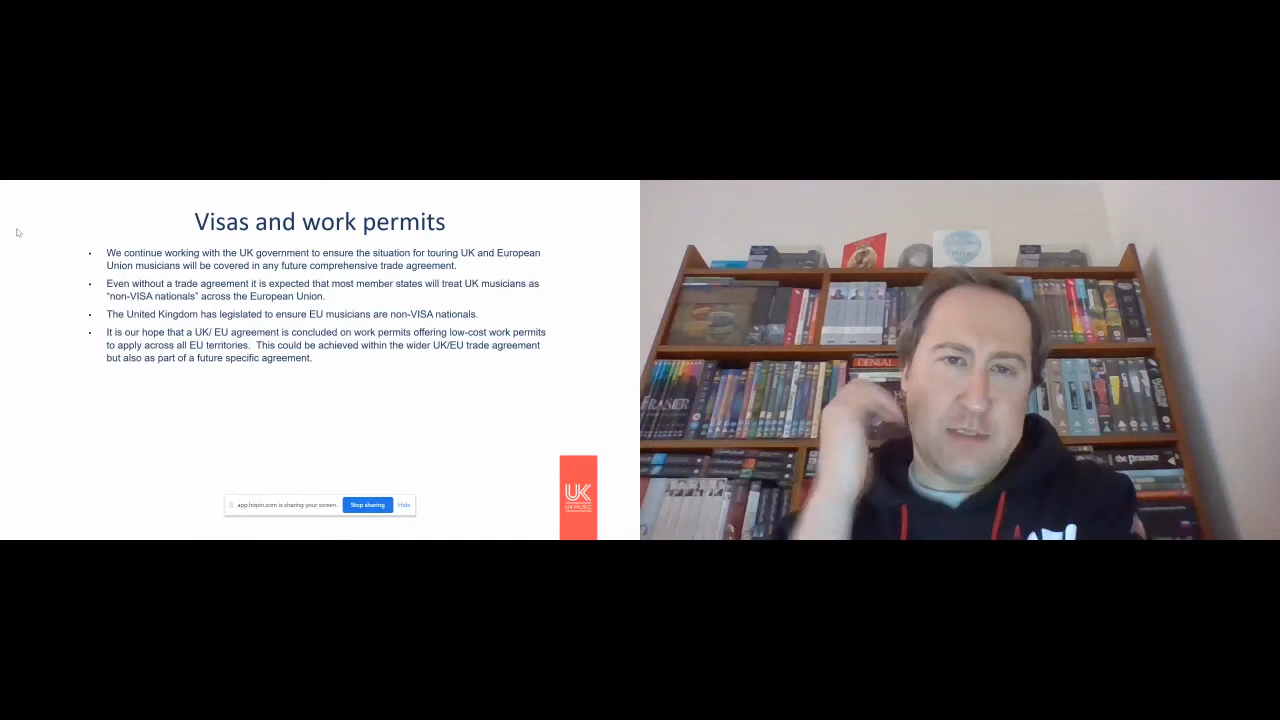 Visas and work permits
We continue working with the UK government to ensure the situation for touring UK and European
Union musicians will be covered in any future comprehensive trade agreement.
Even without a trade agreement it is expected that most member states will treat UK musicians as
“non-VISA nationals” across the European Union.
The United Kingdom has legislated to ensure EU musicians are non-VISA nationals.
It is our hope that a UK/ EU agreement is concluded on work permits offering low-cost work permits
to apply across all EU territories.  This could be achieved within the wider UK/EU trade agreement
but also as part of a future specific agreement.
app.hopin.com is sharing your screen.
Stop sharing
Hide
UK
UK MUSIC
DENIAL
FRASIER
the Prisoner